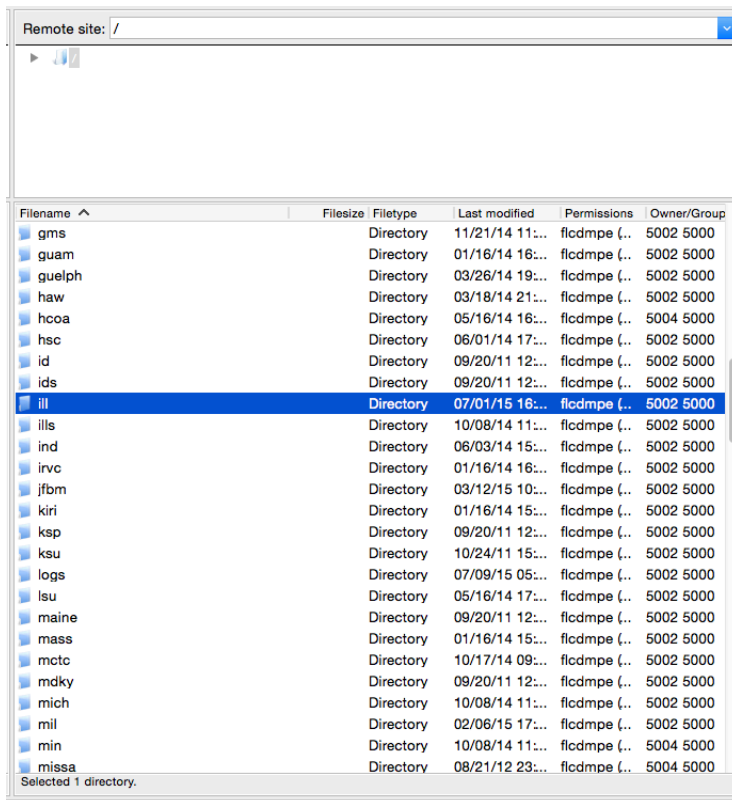 Remote site: /
/
Filename Filesize Filetype Last modified Permissions Owner/Group
gms Directory 11/21/14 11:... flcdmpe (... 5002 5000
guam Directory 01/16/14 16:... flcdmpe (... 5002 5000
guelph Directory 03/26/14 19:... flcdmpe (... 5002 5000
haw Directory 03/18/14 21:... flcdmpe (... 5002 5000
hcoa Directory 05/16/14 16:... flcdmpe (... 5004 5000
hsc Directory 06/01/14 17:... flcdmpe (... 5002 5000
id Directory 09/20/11 12:... flcdmpe (... 5002 5000
ids Directory 09/20/11 12:... flcdmpe (... 5002 5000
ill Directory 07/01/15 16:... flcdmpe (... 5002 5000
ills Directory 10/08/14 11:... flcdmpe (... 5002 5000
ind Directory 06/03/14 15:... flcdmpe (... 5002 5000
irvc Directory 01/16/14 16:... flcdmpe (... 5002 5000
jfbm Directory 03/12/15 10:... flcdmpe (... 5002 5000
kiri Directory 01/16/14 15:... flcdmpe (... 5002 5000
ksp Directory 09/20/11 12:... flcdmpe (... 5002 5000
ksu Directory 10/24/11 15:... flcdmpe (... 5002 5000
logs Directory 07/09/15 05:... flcdmpe (... 5002 5000
lsu Directory 05/16/14 17:... flcdmpe (... 5002 5000
maine Directory 09/20/11 12:... flcdmpe (... 5002 5000
mass Directory 01/16/14 15:... flcdmpe (... 5002 5000
mctc Directory 10/17/14 09:... flcdmpe (... 5002 5000
mdky Directory 09/20/11 12:... flcdmpe (... 5002 5000
mich Directory 10/08/14 11:... flcdmpe (... 5002 5000
mil Directory 02/06/15 17:... flcdmpe (... 5002 5000
min Directory 10/08/14 11:... flcdmpe (... 5004 5000
missa Directory 08/21/12 23:... flcdmpe (... 5004 5000
Selected 1 directory.